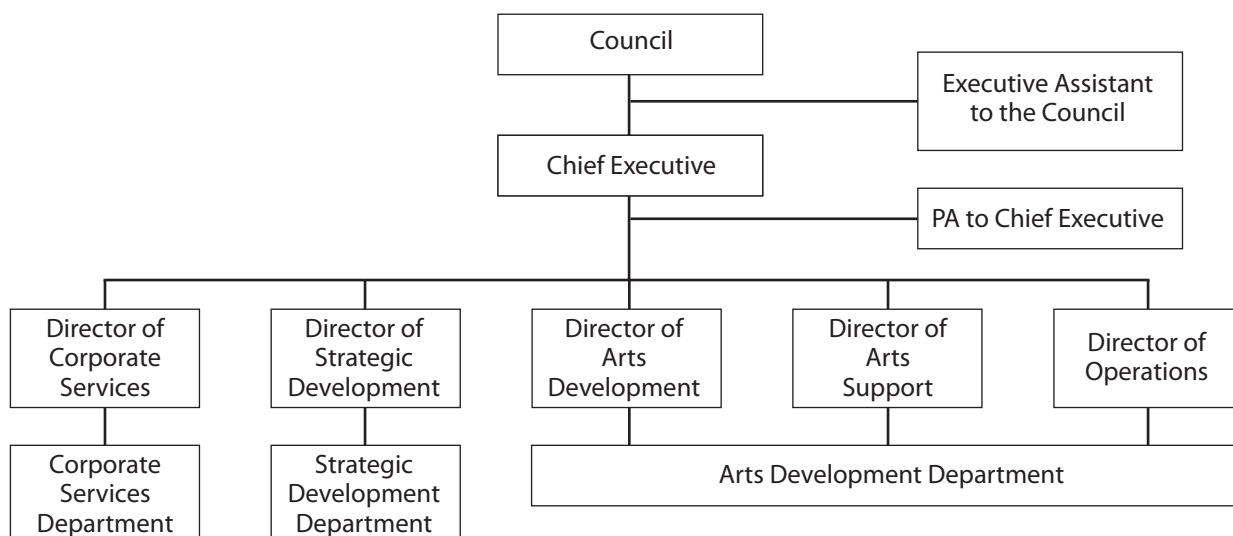 Council
Executive Assistant
to the Council
Chief Executive
PA to Chief Executive
Director of
Corporate
Services
Director of
Strategic
Development
Director of
Arts
Development
Director of
Arts
Support
Director of
Operations
Corporate
Services
Department
Strategic
Development
Department
Arts Development Department